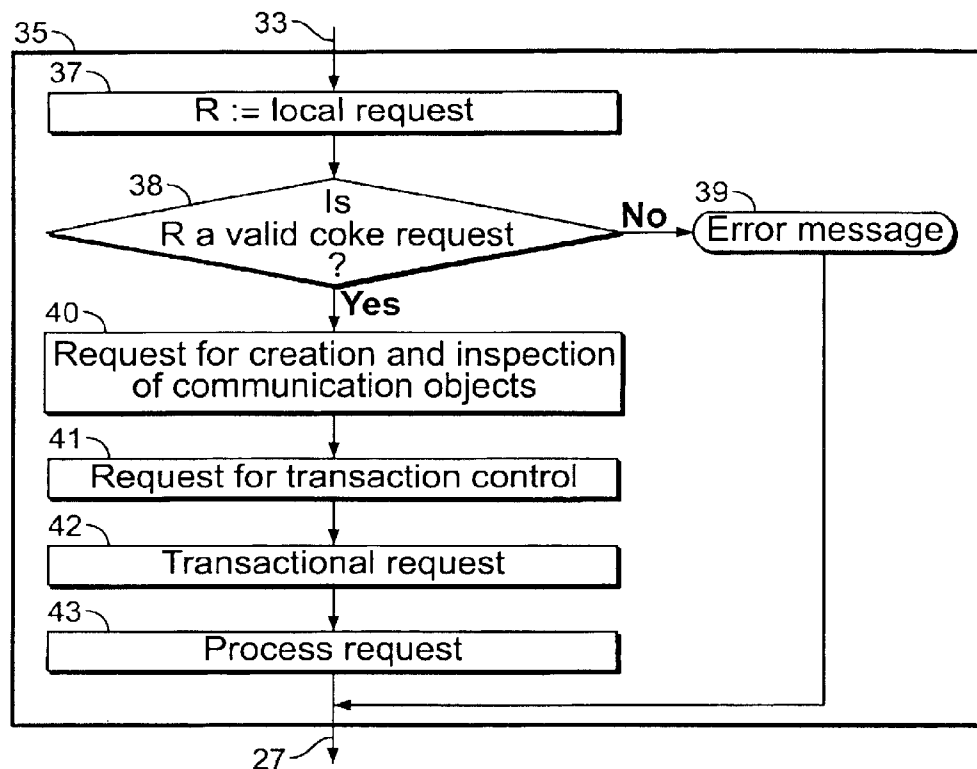 33
35
37
R := local request
38
Is
R a valid coke request
?
No
39
Error message
Yes
40
Request for creation and inspection
of communication objects
41
Request for transaction control
42
Transactional request
43
Process request
27